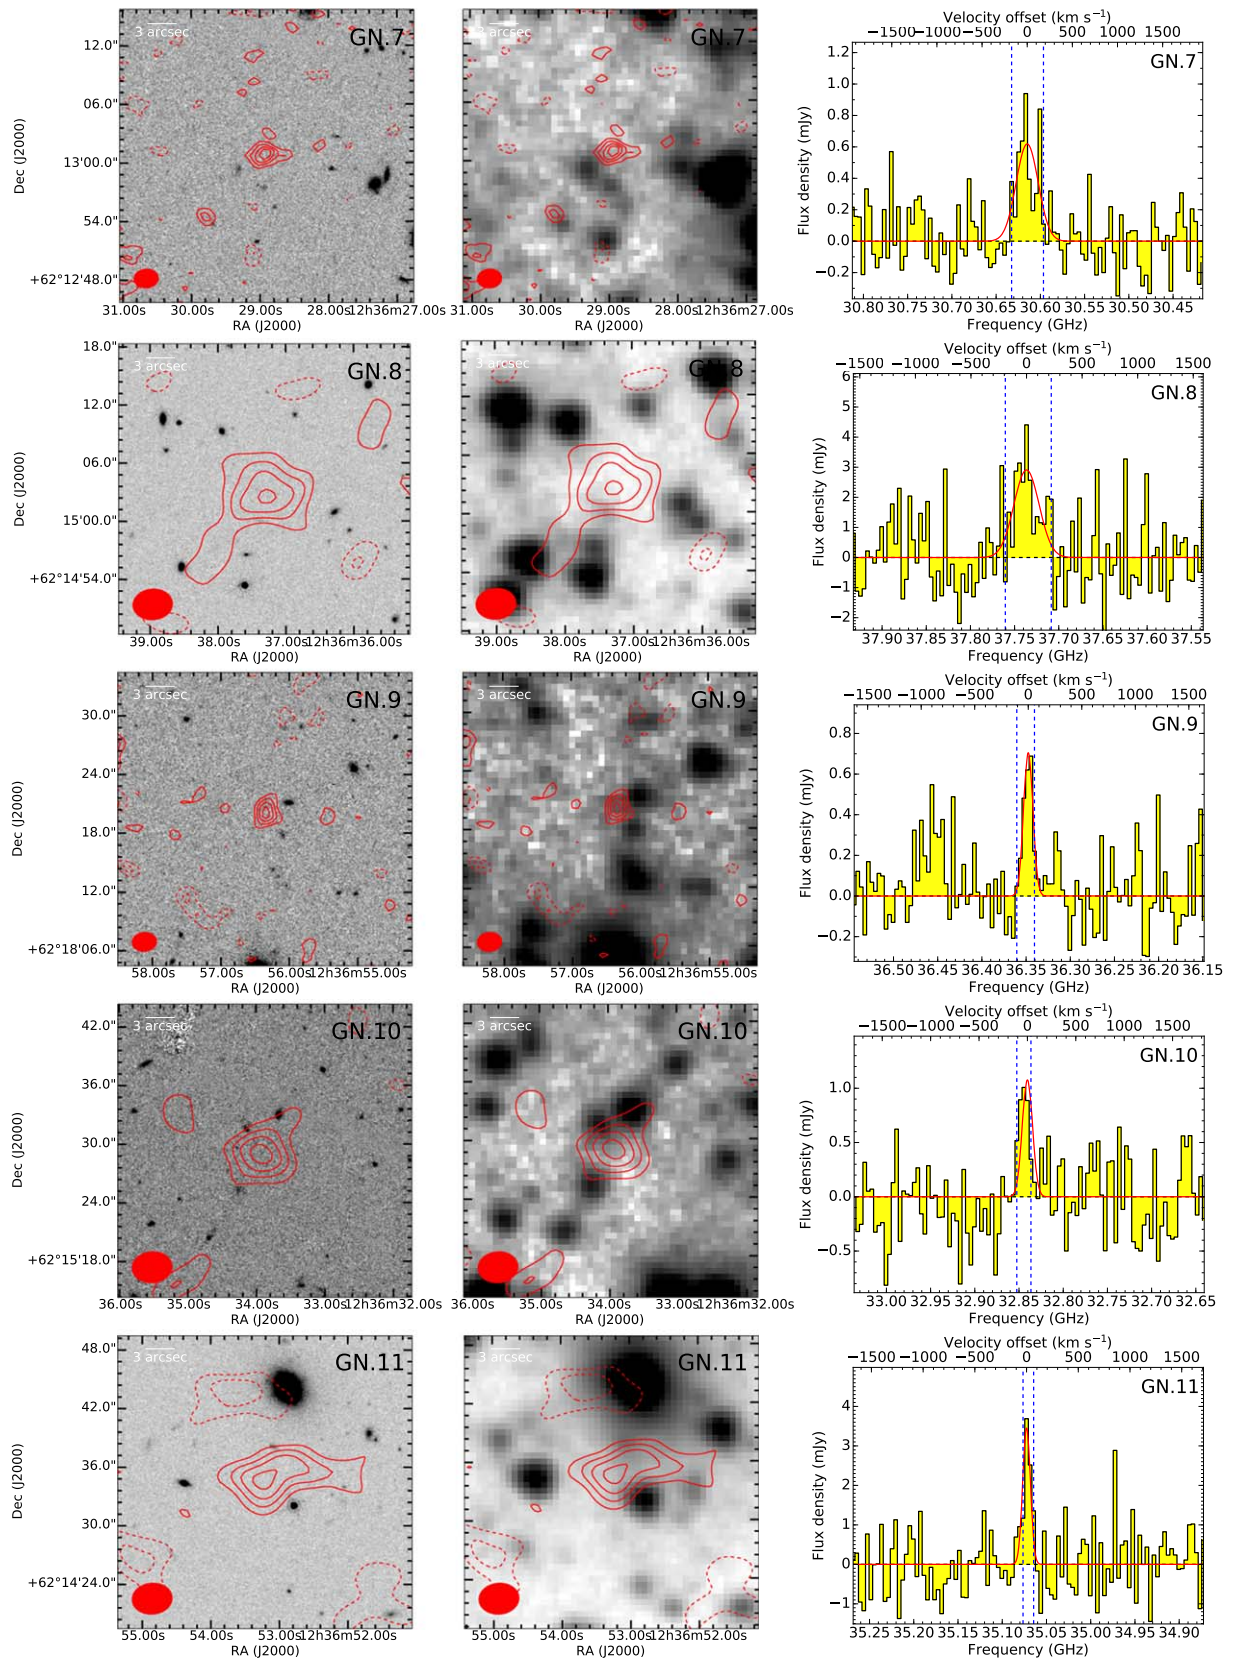 3 arcsec
GN.7
12.0"
06.0"
13'00.0"
54.0"
+62°12'48.0"
Dec (J2000)
31.00s 30.00s 29.00s 28.00s 12h36m27.00s
RA (J2000)
3 arcsec
GN.7
31.00s 30.00s 29.00s 28.00s 12h36m27.00s
RA (J2000)
Velocity offset (km s⁻¹)
−1500 −1000 −500 0 500 1000 1500
GN.7
Flux density (mJy)
1.2
1.0
0.8
0.6
0.4
0.2
0.0
−0.2
30.80 30.75 30.70 30.65 30.60 30.55 30.50 30.45
Frequency (GHz)
3 arcsec
GN.8
18.0"
12.0"
06.0"
15'00.0"
+62°14'54.0"
Dec (J2000)
39.00s 38.00s 37.00s 12h36m36.00s
RA (J2000)
3 arcsec
GN.8
39.00s 38.00s 37.00s 12h36m36.00s
RA (J2000)
Velocity offset (km s⁻¹)
−1500 −1000 −500 0 500 1000 1500
GN.8
Flux density (mJy)
6
5
4
3
2
1
0
−1
−2
37.90 37.85 37.80 37.75 37.70 37.65 37.60 37.55
Frequency (GHz)
3 arcsec
GN.9
30.0"
24.0"
18.0"
12.0"
+62°18'06.0"
Dec (J2000)
58.00s 57.00s 56.00s 12h36m55.00s
RA (J2000)
3 arcsec
GN.9
58.00s 57.00s 56.00s 12h36m55.00s
RA (J2000)
Velocity offset (km s⁻¹)
−1500 −1000 −500 0 500 1000 1500
GN.9
Flux density (mJy)
0.8
0.6
0.4
0.2
0.0
−0.2
36.50 36.45 36.40 36.35 36.30 36.25 36.20 36.15
Frequency (GHz)
3 arcsec
GN.10
42.0"
36.0"
30.0"
24.0"
+62°15'18.0"
Dec (J2000)
36.00s 35.00s 34.00s 33.00s 12h36m32.00s
RA (J2000)
3 arcsec
GN.10
36.00s 35.00s 34.00s 33.00s 12h36m32.00s
RA (J2000)
Velocity offset (km s⁻¹)
−1500 −1000 −500 0 500 1000 1500
GN.10
Flux density (mJy)
1.0
0.5
0.0
−0.5
33.00 32.95 32.90 32.85 32.80 32.75 32.70 32.65
Frequency (GHz)
3 arcsec
GN.11
48.0"
42.0"
36.0"
30.0"
+62°14'24.0"
Dec (J2000)
55.00s 54.00s 53.00s 12h36m52.00s
RA (J2000)
3 arcsec
GN.11
55.00s 54.00s 53.00s 12h36m52.00s
RA (J2000)
Velocity offset (km s⁻¹)
−1500 −1000 −500 0 500 1000 1500
GN.11
Flux density (mJy)
4
3
2
1
0
−1
35.25 35.20 35.15 35.10 35.05 35.00 34.95 34.90
Frequency (GHz)